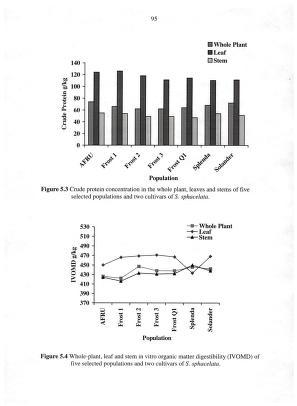 95
Whole Plant
Leaf
Stem
140
120
100
80
60
40
20
0
Crude Protein g/kg
AFRU
Frost 1
Frost 2
Frost 3
Frost Q1
Splenda
Solander
Population
Figure 5.3 Crude protein concentration in the whole plant, leaves and stems of five
selected populations and two cultivars of S. sphacelata.
Whole Plant
Leaf
Stem
530
510
490
470
450
430
410
390
370
IVOMD g/kg
AFRU
Frost 1
Frost 2
Frost 3
Frost Q1
Splenda
Solander
Population
Figure 5.4 Whole-plant, leaf and stem in vitro organic matter digestibility (IVOMD) of
five selected populations and two cultivars of S. sphacelata.